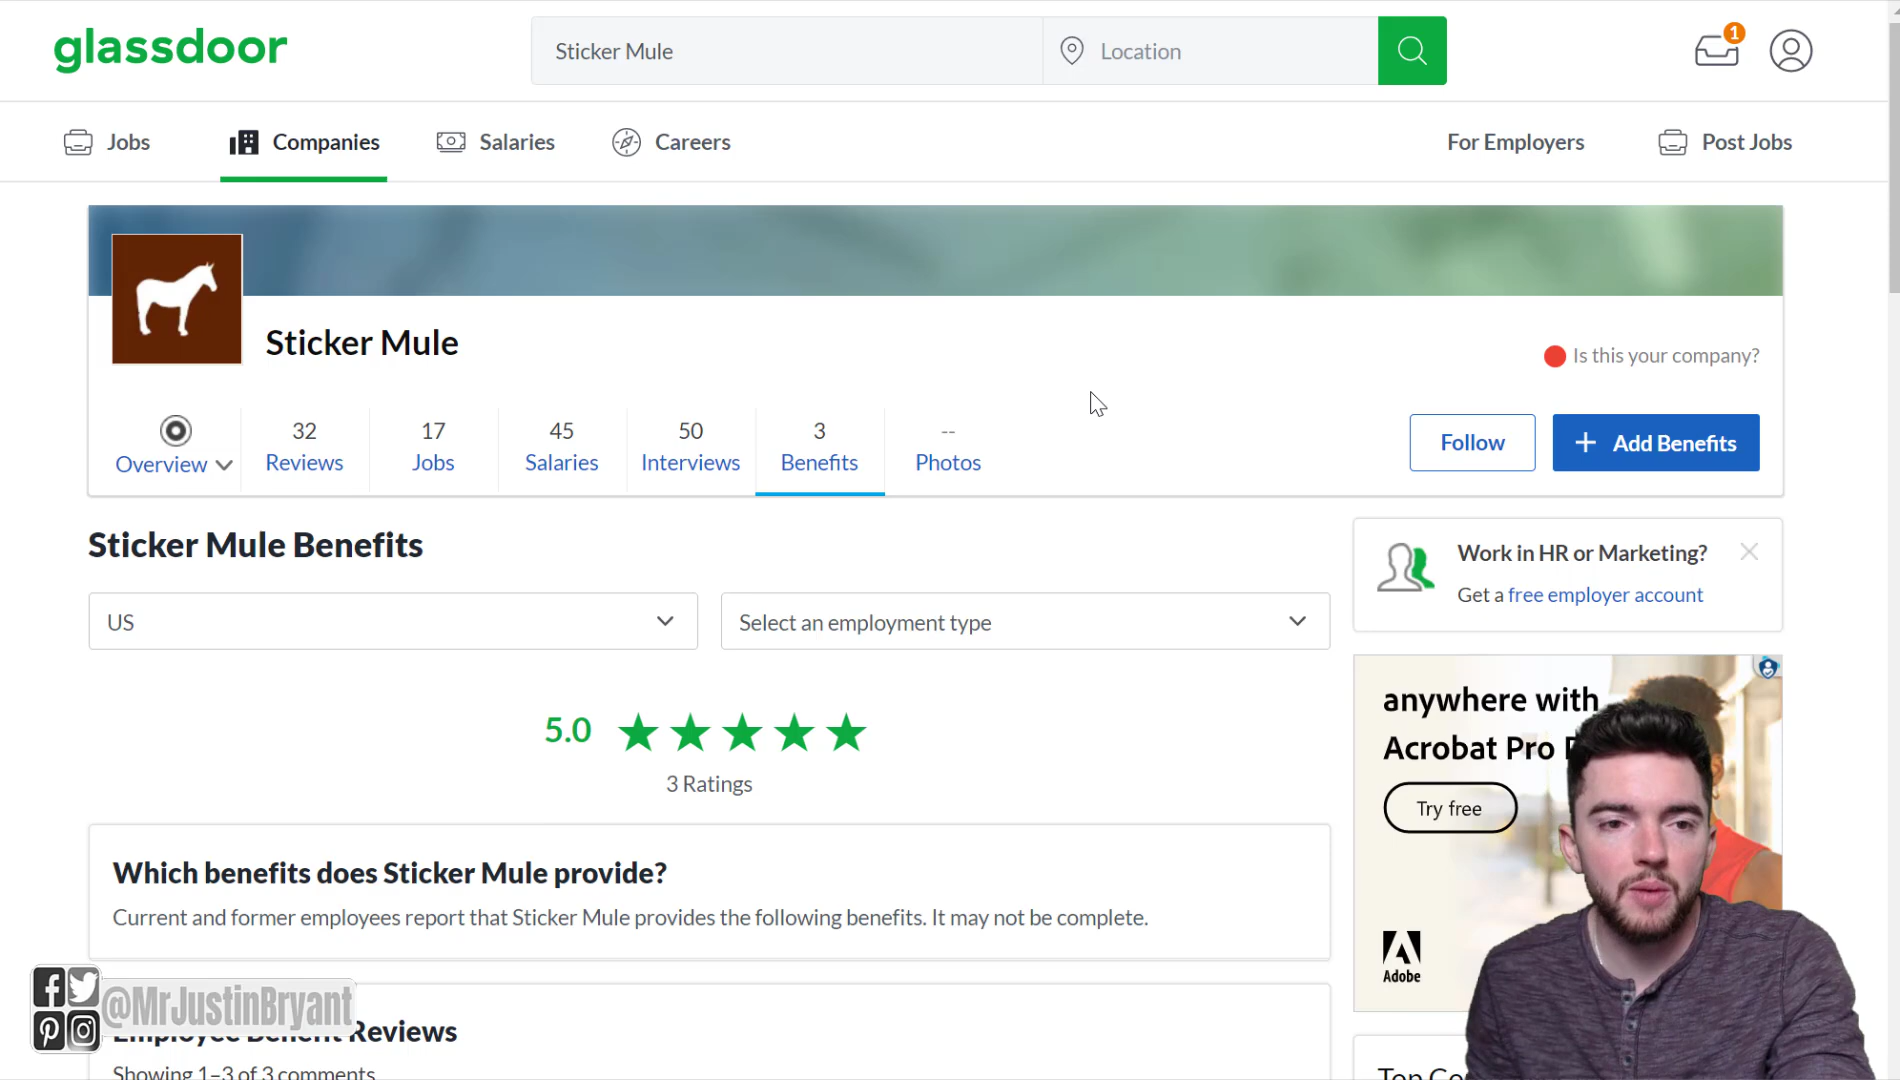 glassdoor
Sticker Mule
Location
1
Jobs
Companies
Salaries
Careers
For Employers
Post Jobs
Sticker Mule
Is this your company?
Overview
32
Reviews
17
Jobs
45
Salaries
50
Interviews
3
Benefits
--
Photos
Follow
+ Add Benefits
Sticker Mule Benefits
US
Select an employment type
5.0
3 Ratings
Which benefits does Sticker Mule provide?
Current and former employees report that Sticker Mule provides the following benefits. It may not be complete.
@MrJustinBryant
Employee Benefit Reviews
Showing 1–3 of 3 comments
Work in HR or Marketing?
Get a free employer account
anywhere with
Acrobat Pro
Try free
Adobe
Top